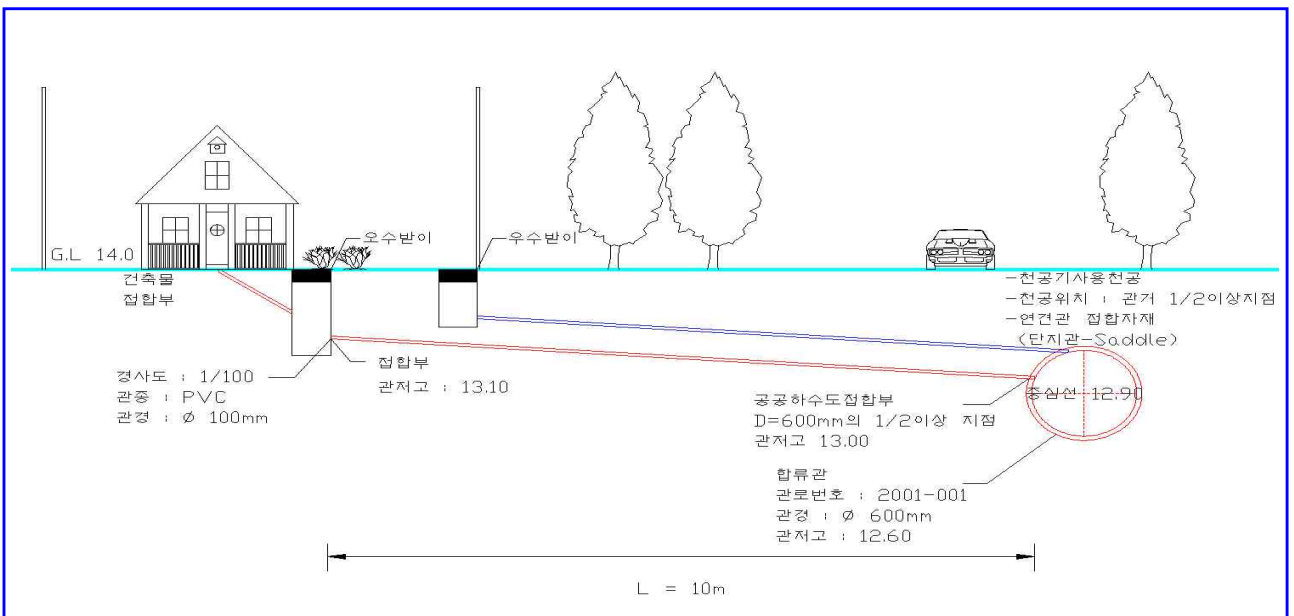 오수받이
우수받이
G.L 14.0
건축물
접합부
-천공기사용천공
-천공위치 : 관거 1/2이상지점
-연결관 접합자재
(단지관-Saddle)
접합부
관저고 : 13.10
경사도 : 1/100
관종 : PVC
관경 : Ø 100mm
중심선 12.90
공공하수도접합부
D=600mm의 1/2이상 지점
관저고 13.00
합류관
관로번호 : 2001-001
관경 : Ø 600mm
관저고 : 12.60
L = 10m